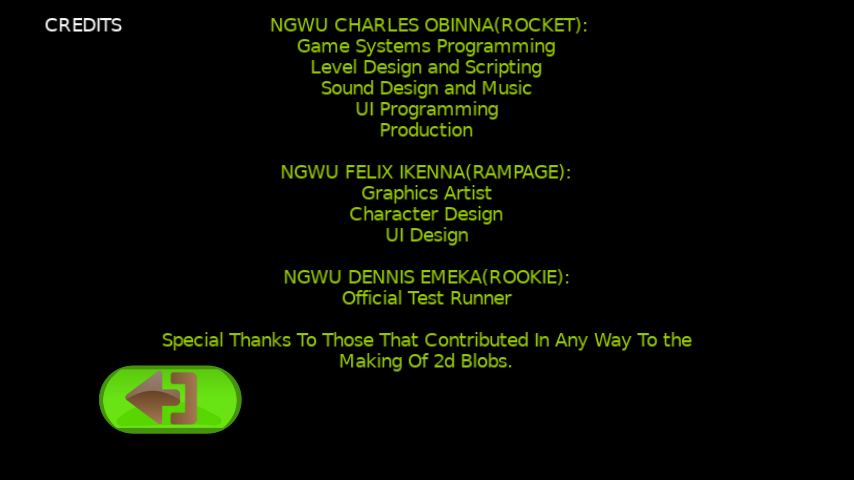 CREDITS
NGWU CHARLES OBINNA(ROCKET):
Game Systems Programming
Level Design and Scripting
Sound Design and Music
UI Programming
Production
NGWU FELIX IKENNA(RAMPAGE):
Graphics Artist
Character Design
UI Design
NGWU DENNIS EMEKA(ROOKIE):
Official Test Runner
Special Thanks To Those That Contributed In Any Way To the
Making Of 2d Blobs.